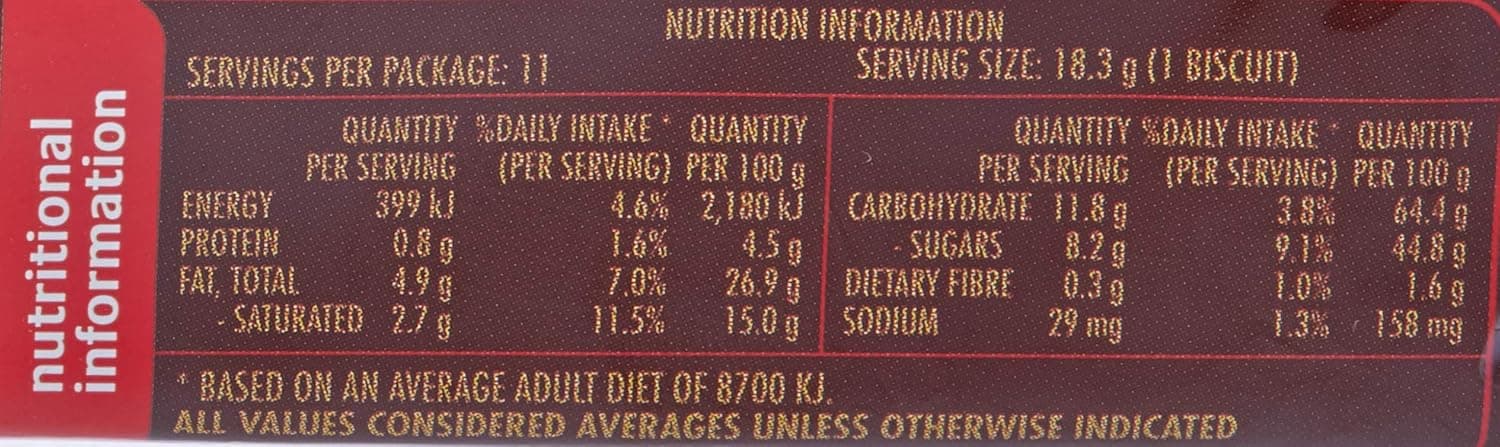 nutritional
information
NUTRITION INFORMATION
SERVINGS PER PACKAGE: 11 SERVING SIZE: 18.3 g (1 BISCUIT)
QUANTITY %DAILY INTAKE* QUANTITY
PER SERVING (PER SERVING) PER 100 g
ENERGY 399 kJ 4.6% 2,180 kJ
PROTEIN 0.8 g 1.6% 4.5 g
FAT, TOTAL 4.9 g 7.0% 26.9 g
- SATURATED 2.7 g 11.5% 15.0 g
QUANTITY %DAILY INTAKE* QUANTITY
PER SERVING (PER SERVING) PER 100 g
CARBOHYDRATE 11.8 g 3.8% 64.4 g
- SUGARS 8.2 g 9.1% 44.8 g
DIETARY FIBRE 0.3 g 1.0% 1.6 g
SODIUM 29 mg 1.3% 158 mg
* BASED ON AN AVERAGE ADULT DIET OF 8700 KJ.
ALL VALUES CONSIDERED AVERAGES UNLESS OTHERWISE INDICATED